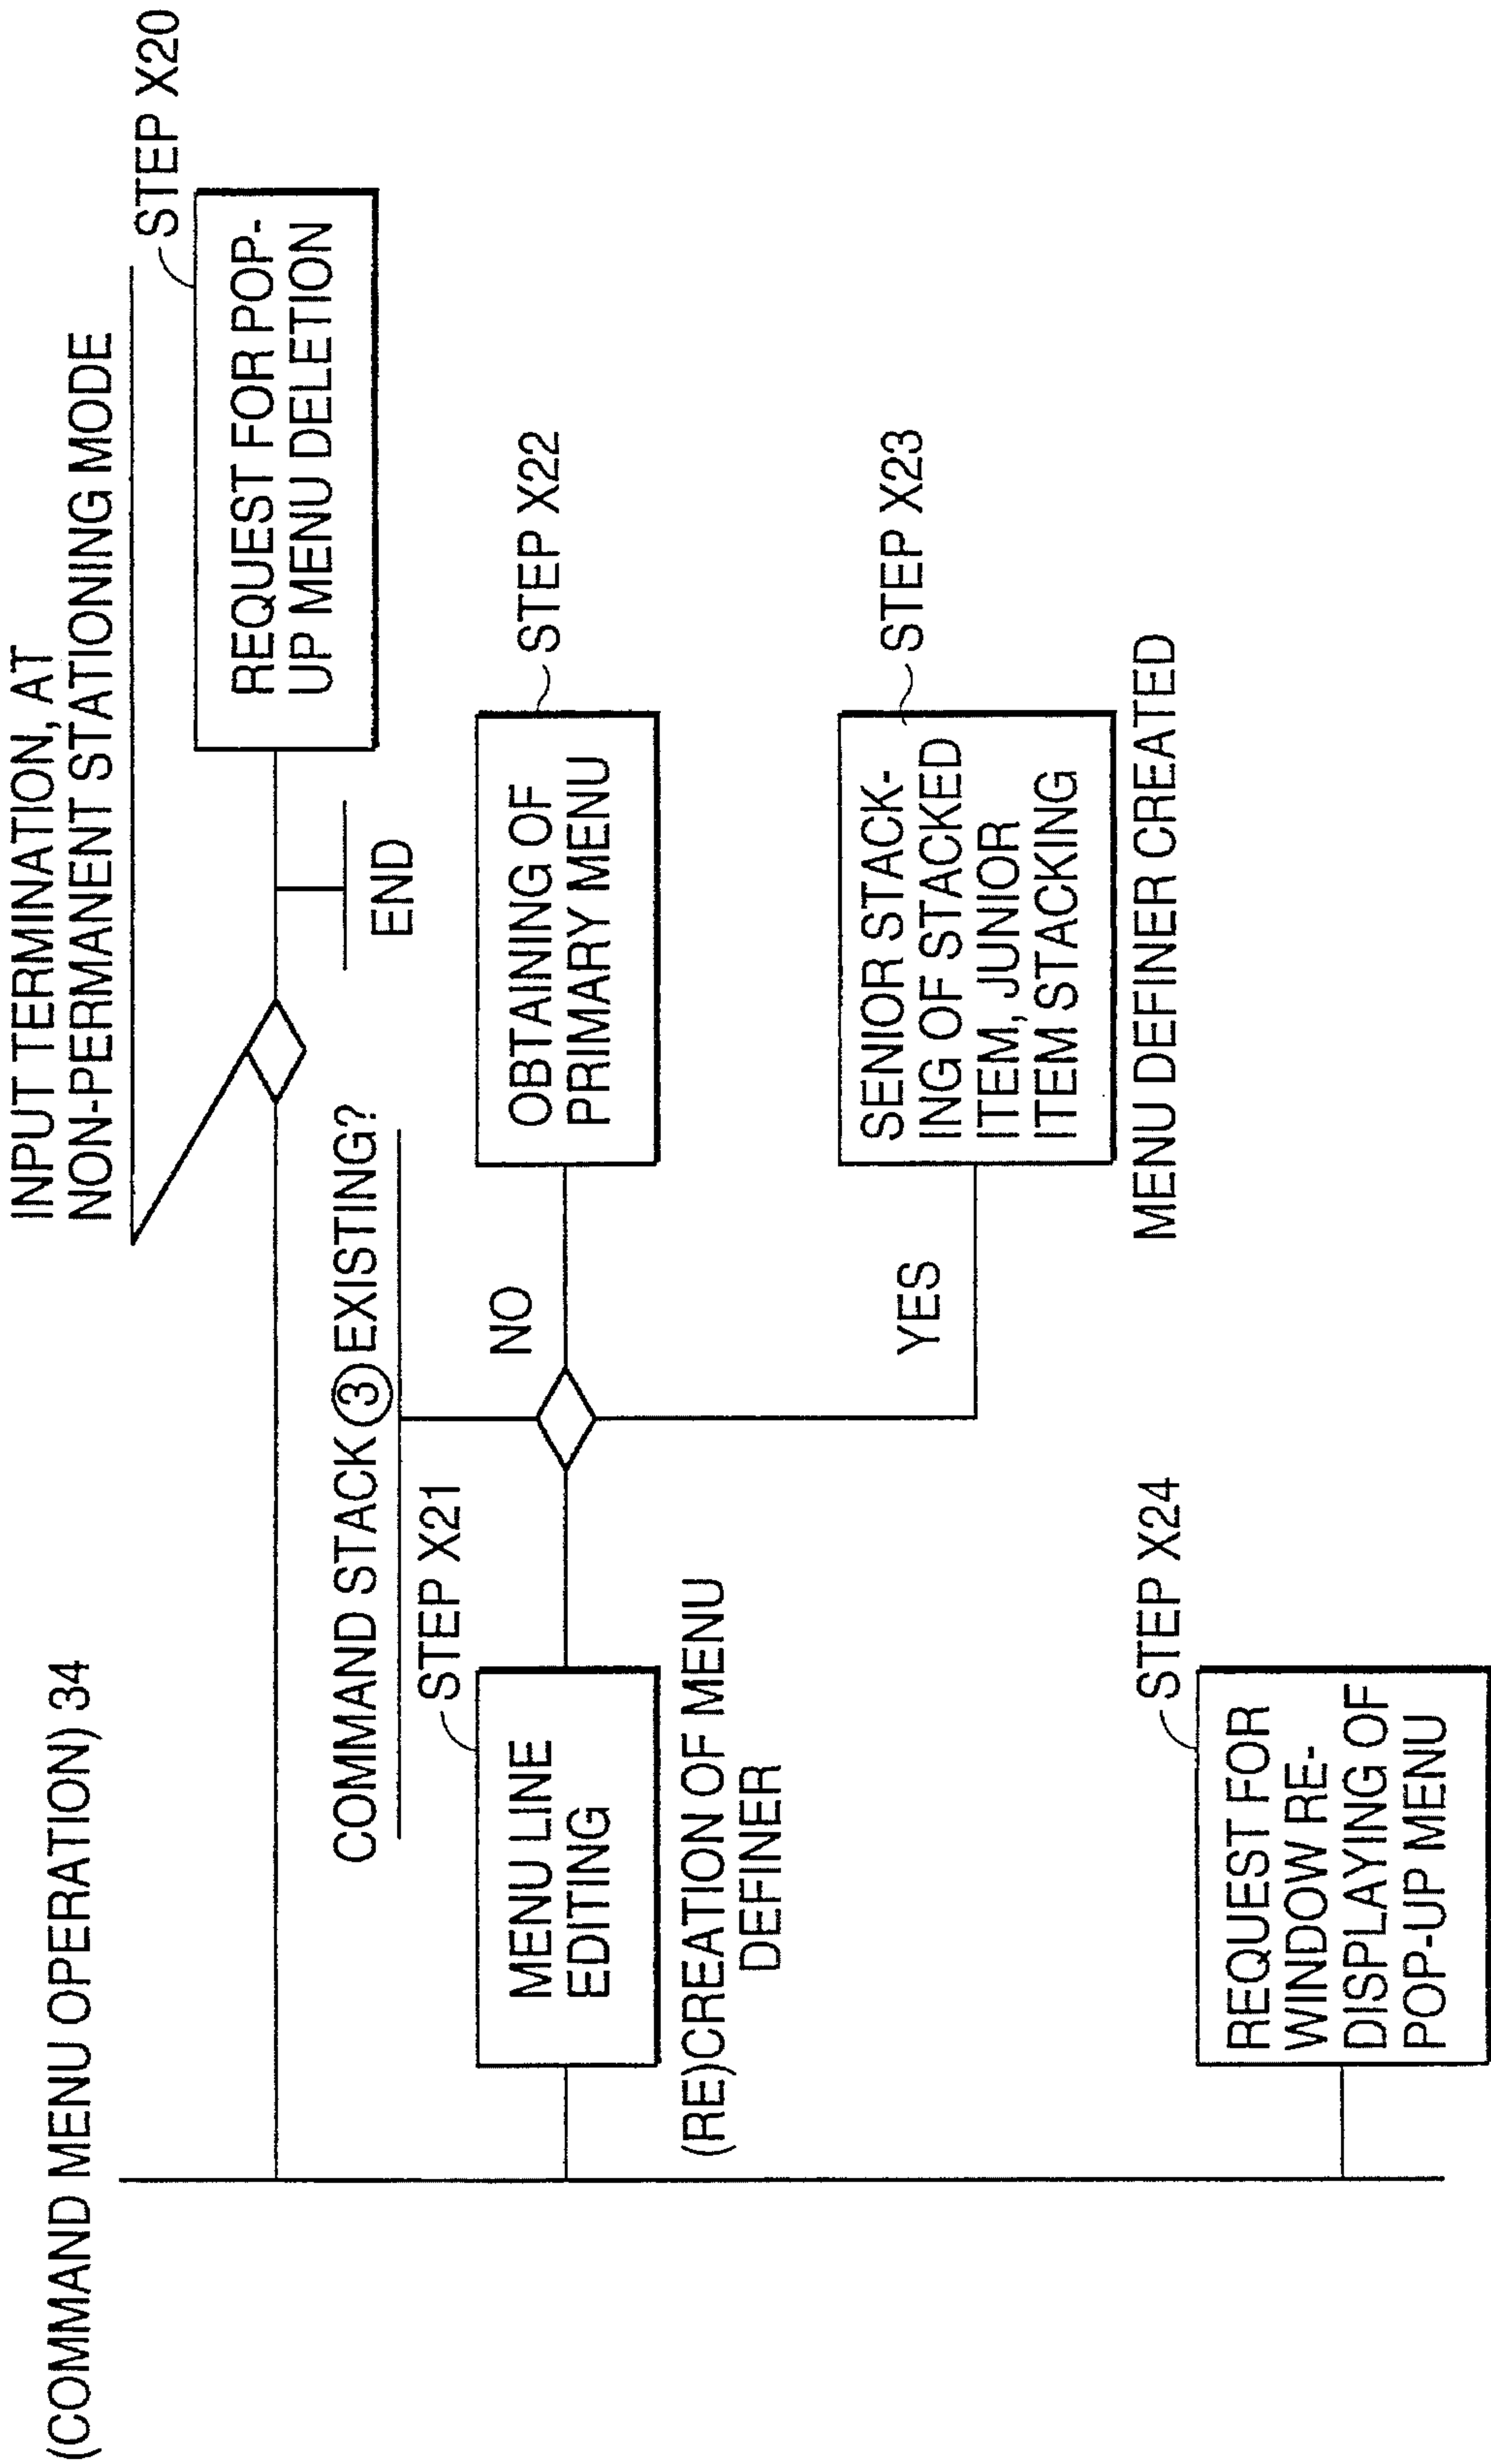 (COMMAND MENU OPERATION) 34
INPUT TERMINATION, AT
NON-PERMANENT STATIONING MODE
STEP X20
REQUEST FOR POP-
UP MENU DELETION
END
COMMAND STACK ③ EXISTING?
STEP X21
MENU LINE
EDITING
(RE)CREATION OF MENU
DEFINER
NO
OBTAINING OF
PRIMARY MENU
STEP X22
YES
SENIOR STACK-
ING OF STACKED
ITEM, JUNIOR
ITEM STACKING
STEP X23
MENU DEFINER CREATED
STEP X24
REQUEST FOR
WINDOW RE-
DISPLAYING OF
POP-UP MENU